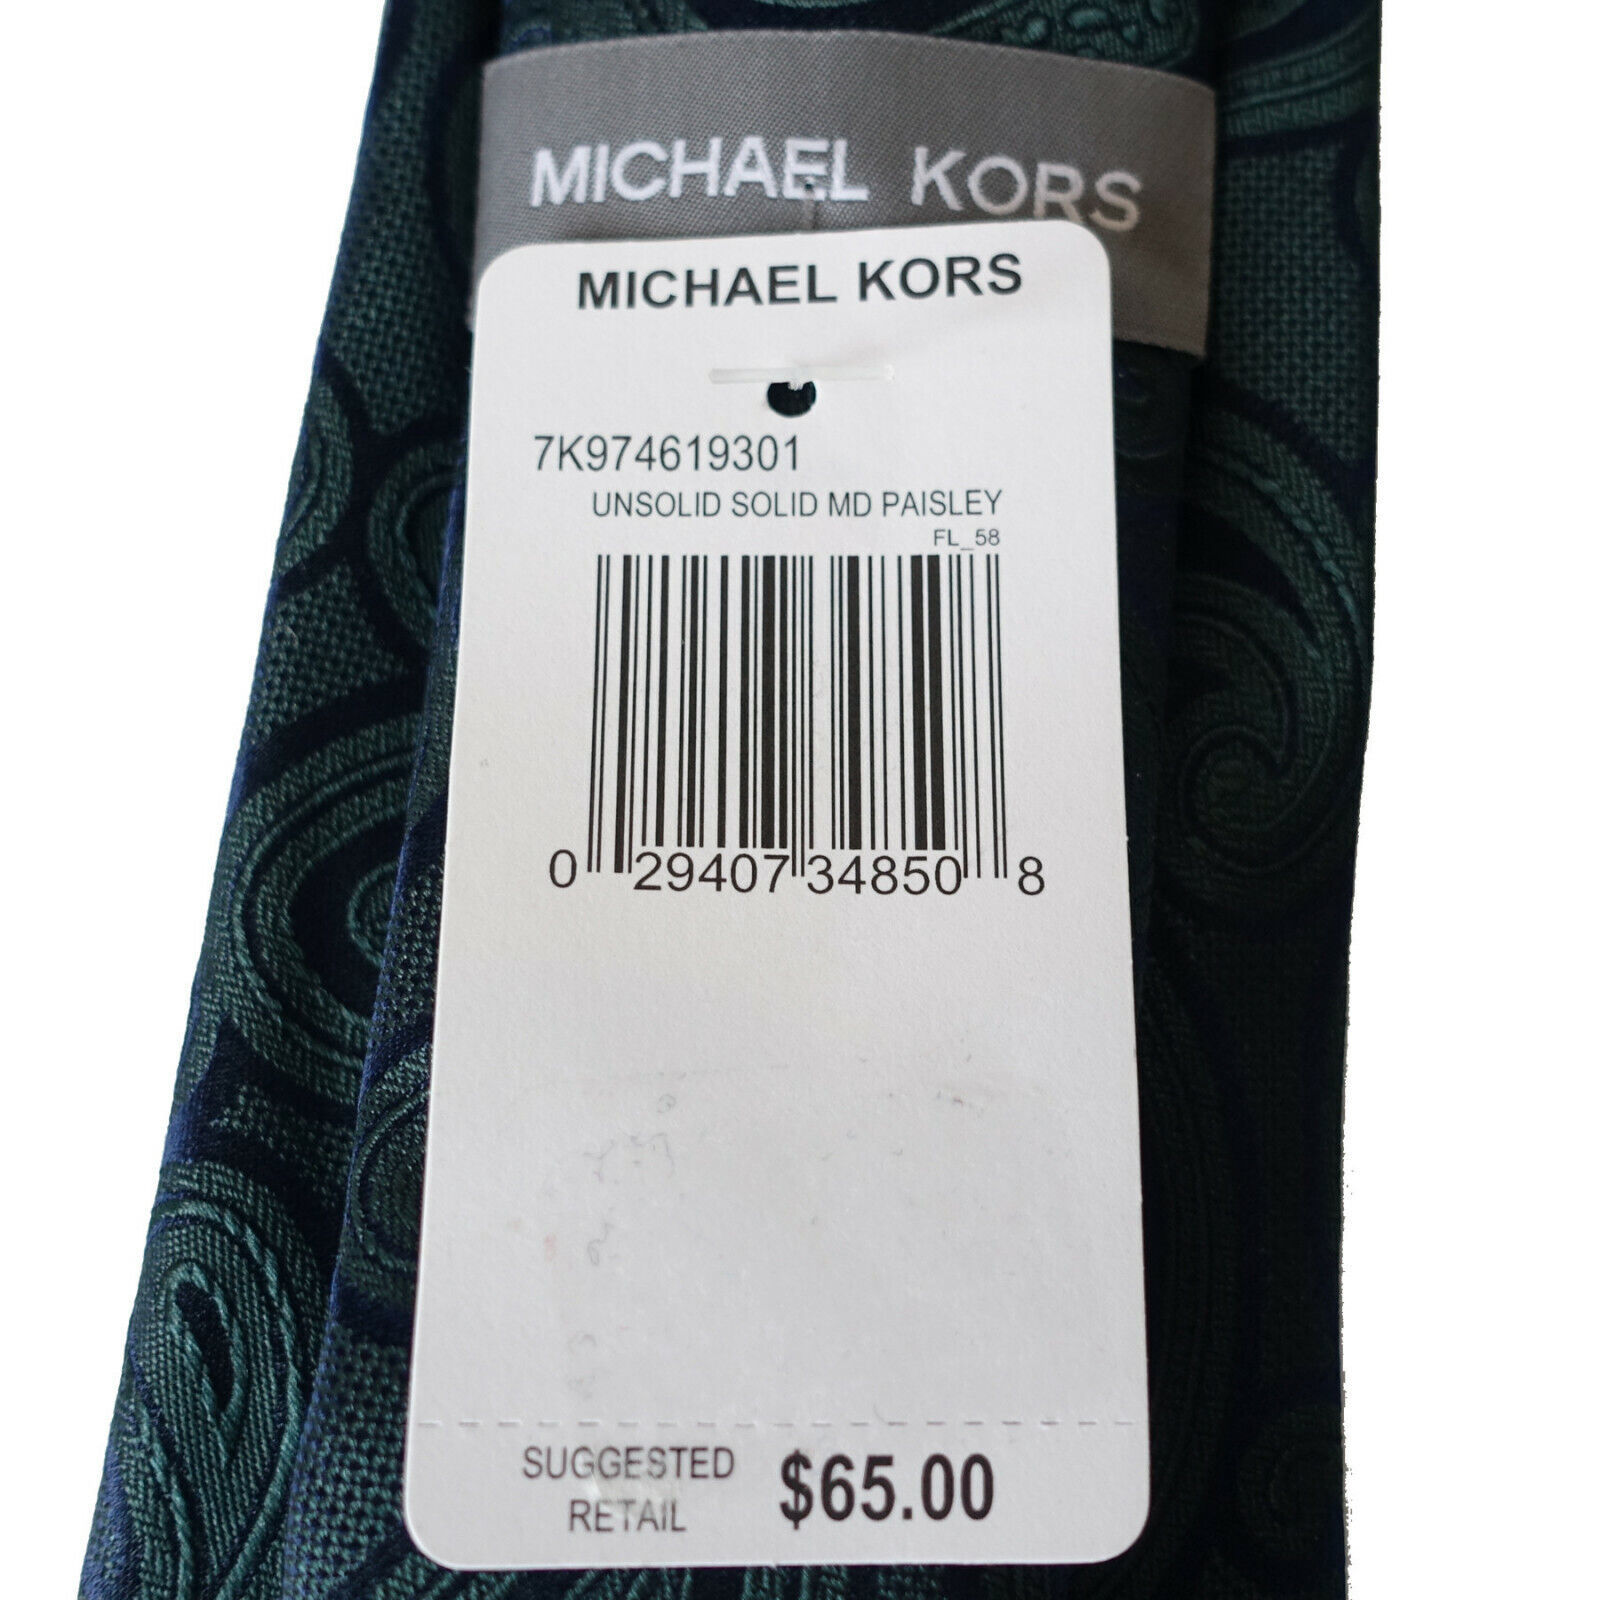 MICHAEL KORS
MICHAEL KORS
7K974619301
UNSOLID SOLID MD PAISLEY
FL_58
0 29407 34850 8
SUGGESTED RETAIL $65.00